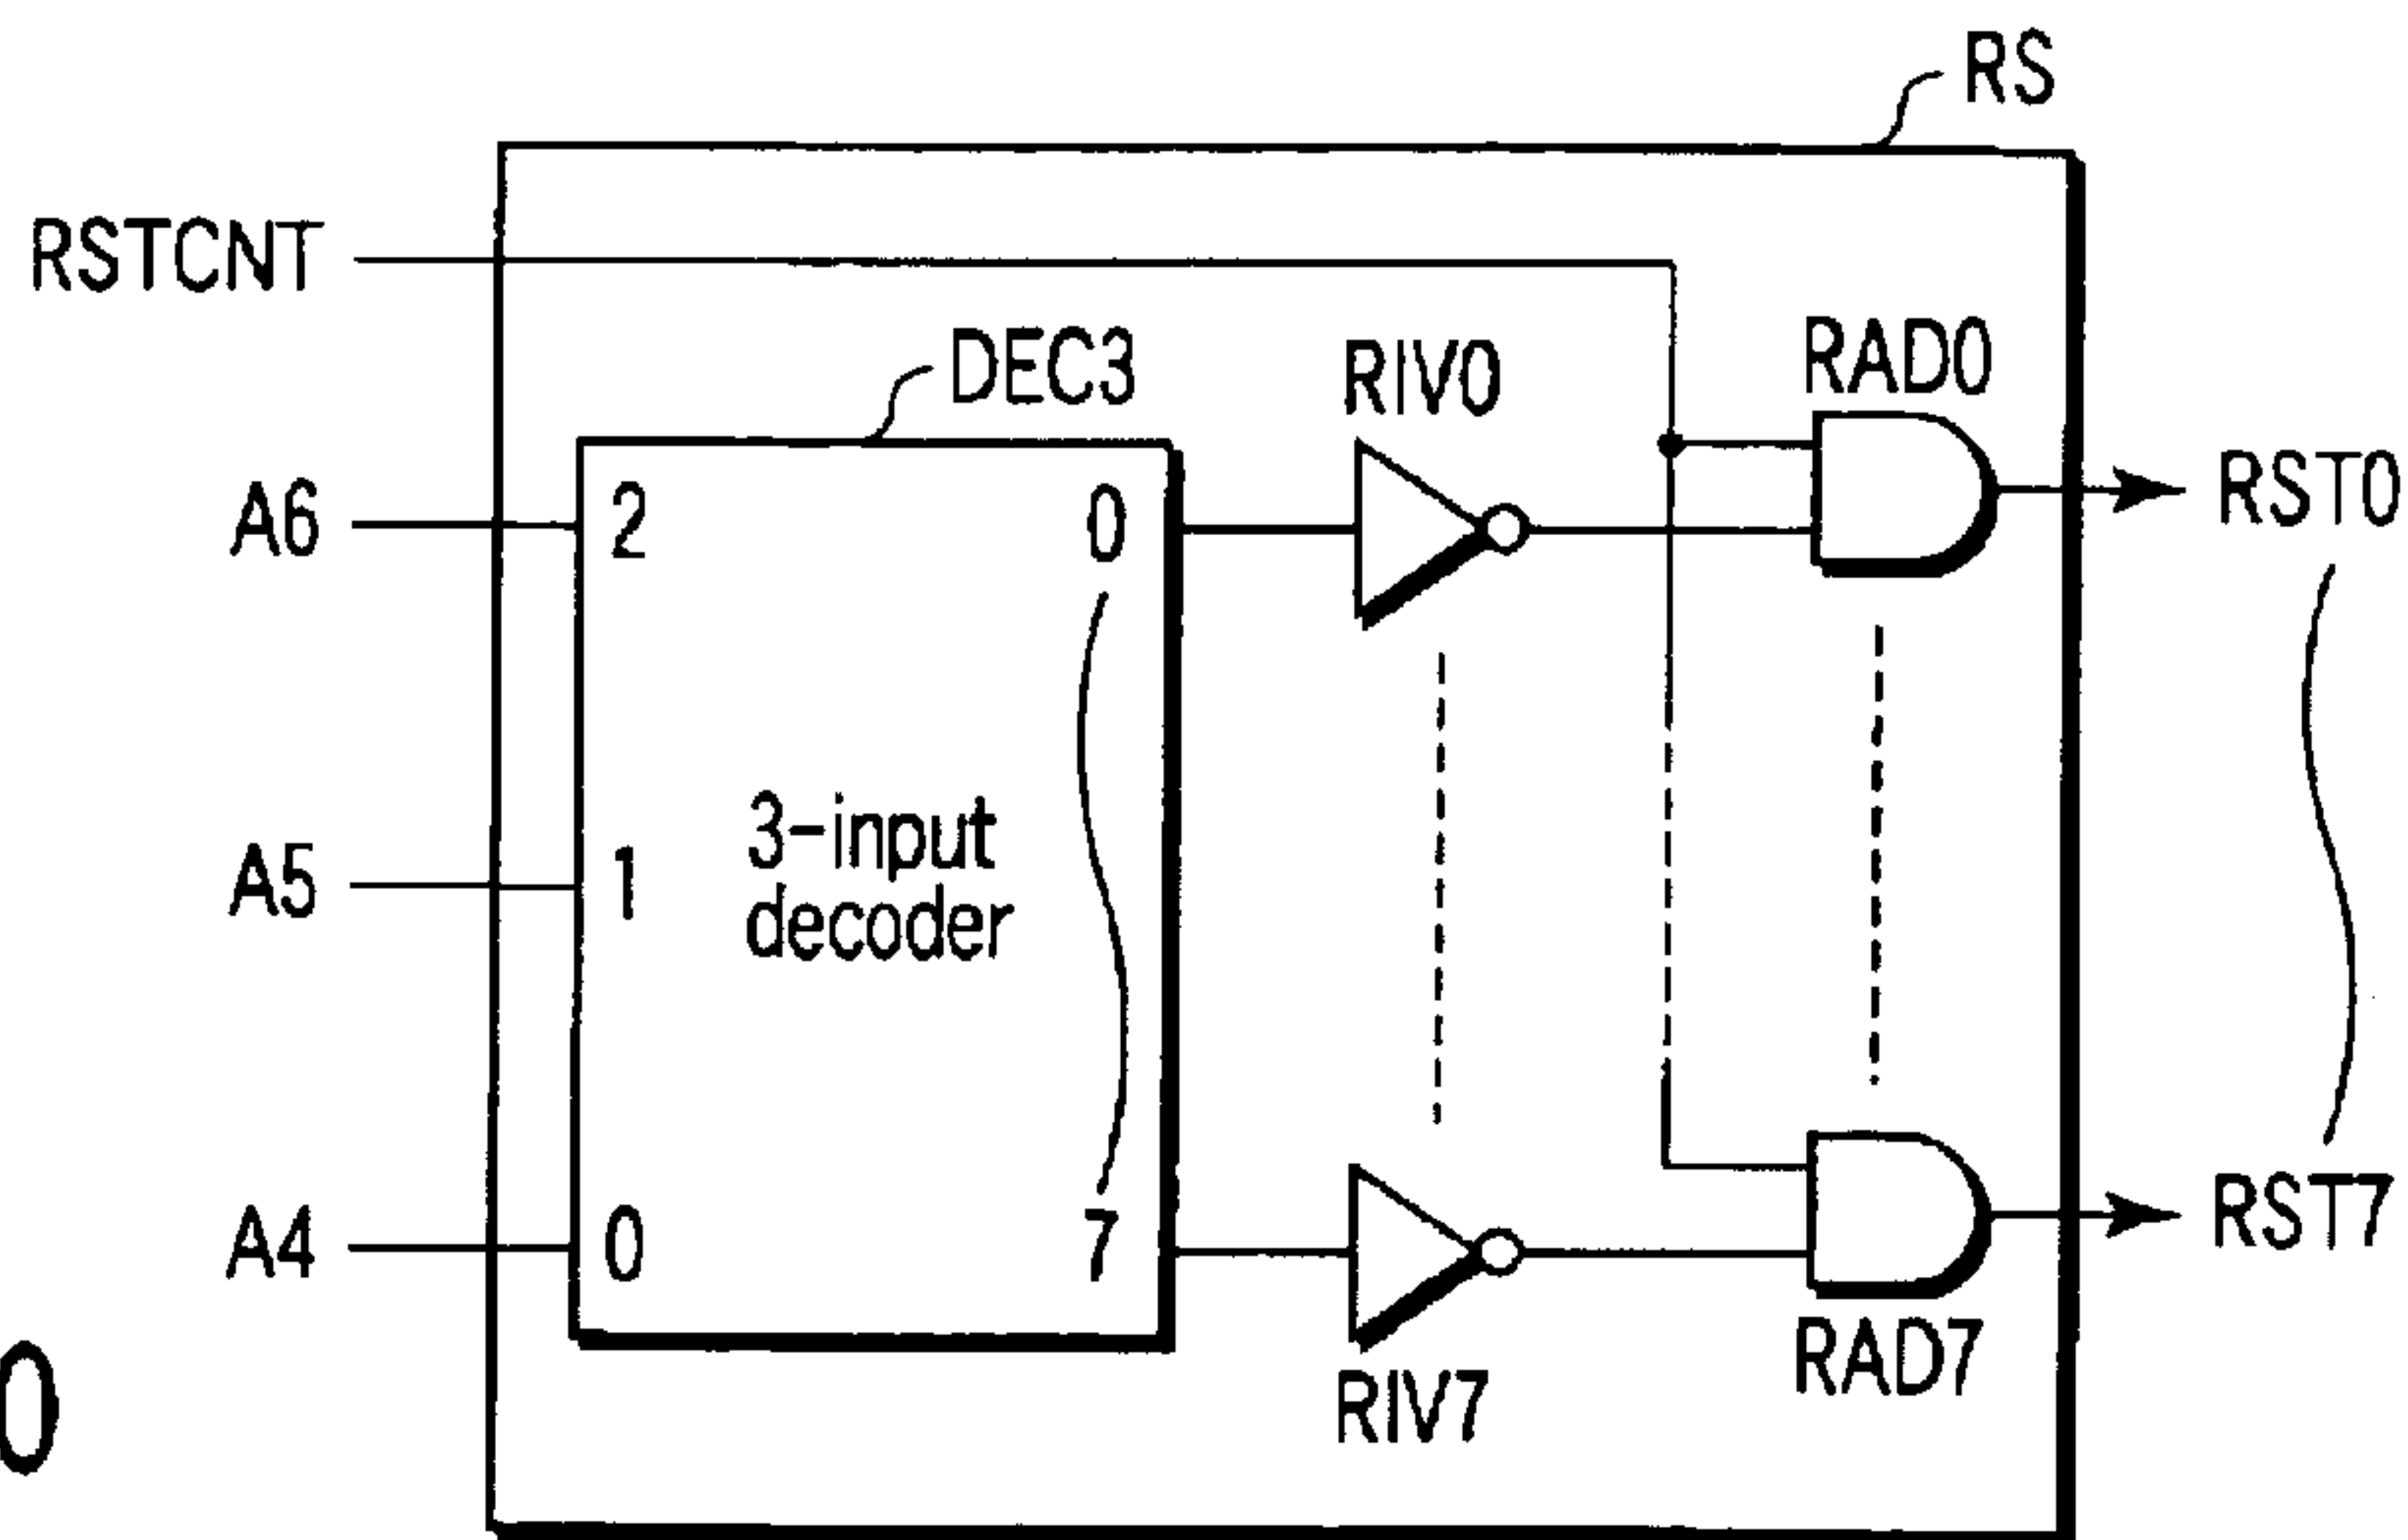 RS
RSTCNT
DEC3
RIV0
RAD0
A6
2
0
RST0
A5
1
3-input
decoder
A4
0
7
RST7
RIV7
RAD7
0